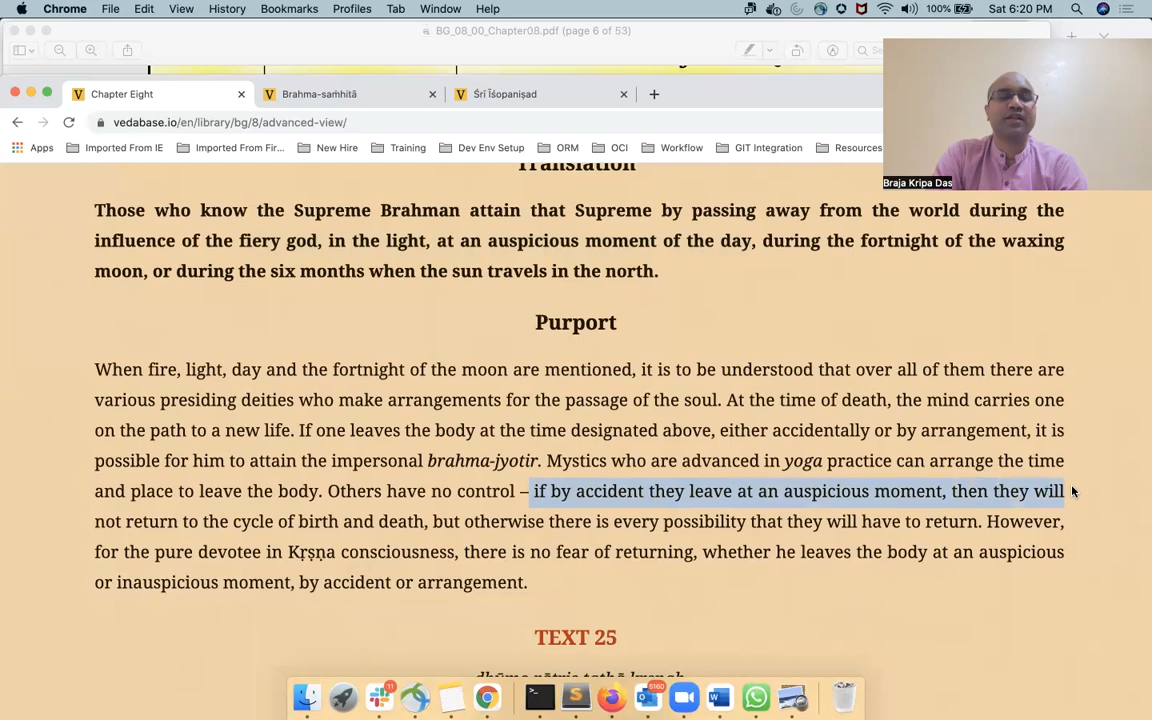 Chrome File Edit View History Bookmarks Profiles Tab Window Help 100% Sat 6:20 PM
BG_08_00_Chapter08.pdf (page 6 of 53)
Chapter Eight Brahma-saṁhitā Śrī Īśopaniṣad
vedabase.io/en/library/bg/8/advanced-view/
Apps Imported From IE Imported From Fir... New Hire Training Dev Env Setup ORM OCI Workflow GIT Integration Resources
Braja Kripa Das
Translation
Those who know the Supreme Brahman attain that Supreme by passing away from the world during the
influence of the fiery god, in the light, at an auspicious moment of the day, during the fortnight of the waxing
moon, or during the six months when the sun travels in the north.
Purport
When fire, light, day and the fortnight of the moon are mentioned, it is to be understood that over all of them there are
various presiding deities who make arrangements for the passage of the soul. At the time of death, the mind carries one
on the path to a new life. If one leaves the body at the time designated above, either accidentally or by arrangement, it is
possible for him to attain the impersonal brahma-jyotir. Mystics who are advanced in yoga practice can arrange the time
and place to leave the body. Others have no control – if by accident they leave at an auspicious moment, then they will
not return to the cycle of birth and death, but otherwise there is every possibility that they will have to return. However,
for the pure devotee in Kṛṣṇa consciousness, there is no fear of returning, whether he leaves the body at an auspicious
or inauspicious moment, by accident or arrangement.
TEXT 25
11
5160